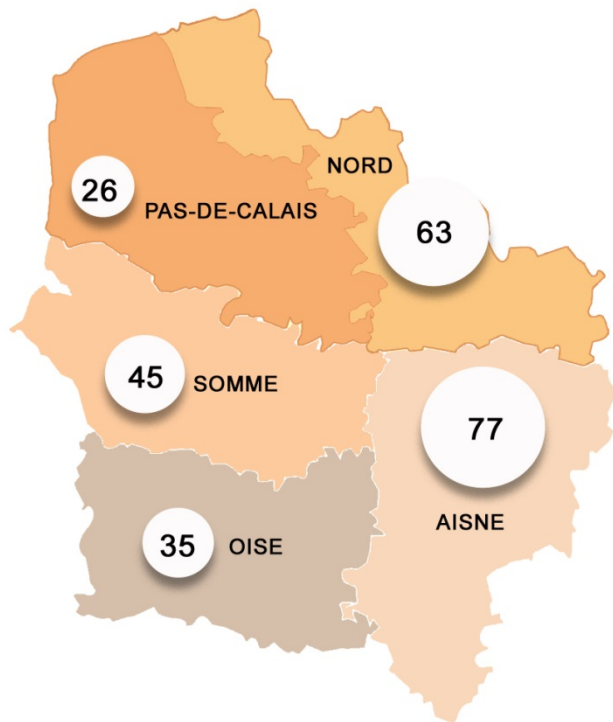 NORD
26
PAS-DE-CALAIS
63
45
SOMME
77
AISNE
35
OISE